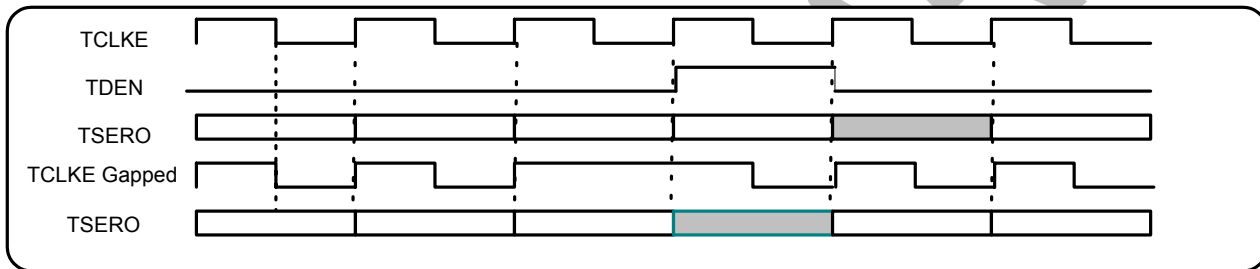 TCLKE
TDEN
TSERO
TCLKE Gapped
TSERO